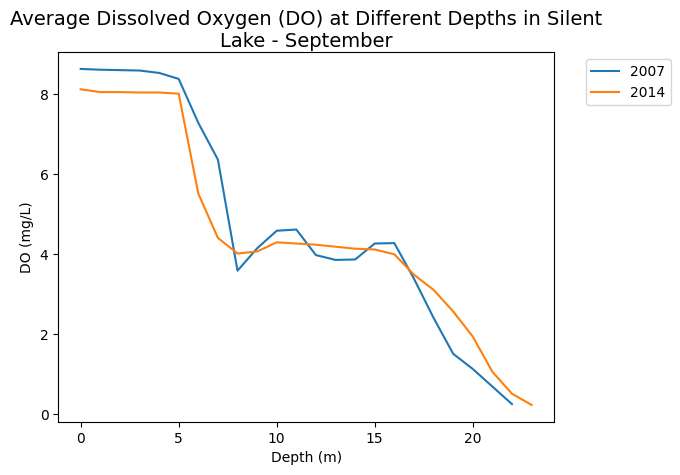 Average Dissolved Oxygen (DO) at Different Depths in Silent
Lake - September
2007
2014
8
6
4
2
0
DO (mg/L)
0 5 10 15 20
Depth (m)